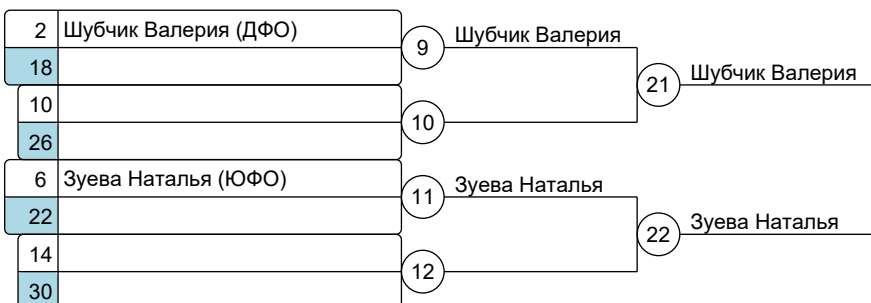 2 Шубчик Валерия (ДФО)
9 Шубчик Валерия
18
21 Шубчик Валерия
10
10
26
6 Зуева Наталья (ЮФО)
11 Зуева Наталья
22
22 Зуева Наталья
14
12
30